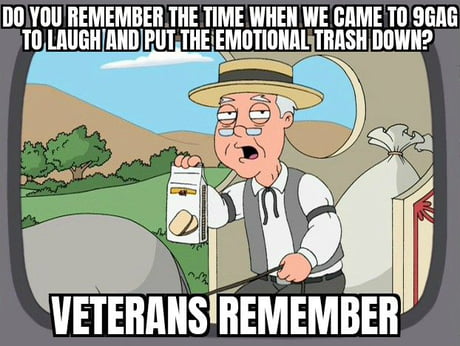 DO YOU REMEMBER THE TIME WHEN WE CAME TO 9GAG
TO LAUGH AND PUT THE EMOTIONAL TRASH DOWN?
VETERANS REMEMBER